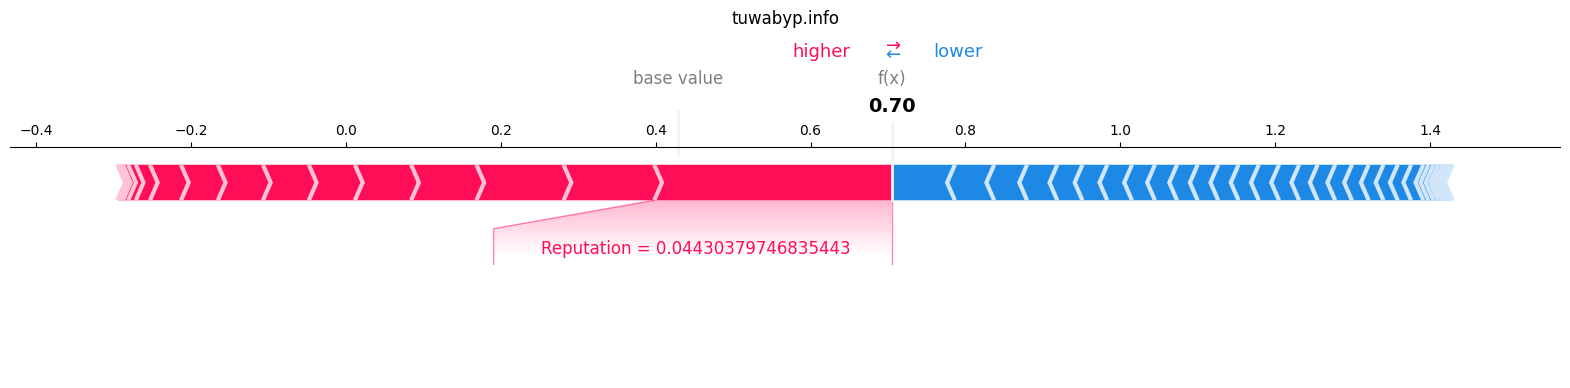 tuwabyp.info
higher ⇄ lower
base value f(x)
0.70
−0.4 −0.2 0.0 0.2 0.4 0.6 0.8 1.0 1.2 1.4
Reputation = 0.04430379746835443